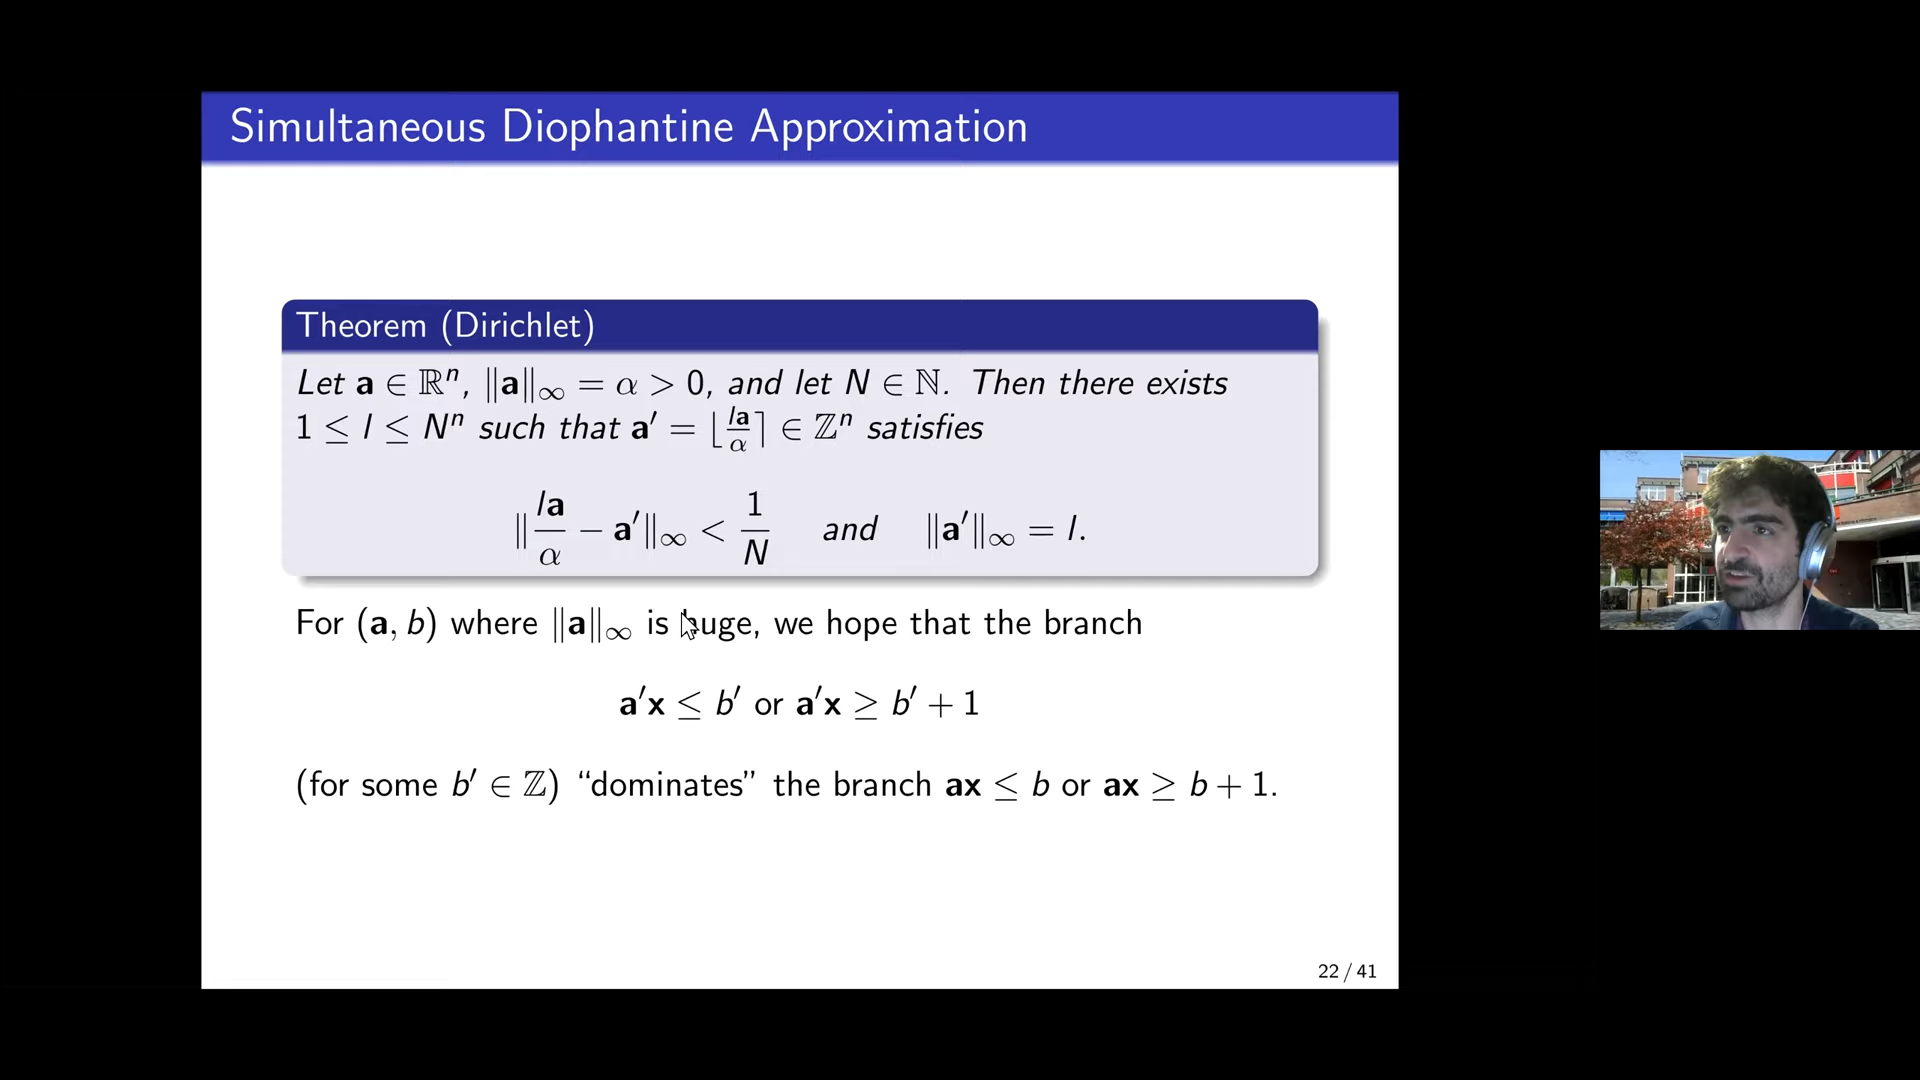 Simultaneous Diophantine Approximation
Theorem (Dirichlet)
Let a ∈ ℝⁿ, ‖a‖∞ = α > 0, and let N ∈ ℕ. Then there exists
1 ≤ l ≤ Nⁿ such that a′ = ⌊la/α⌉ ∈ ℤⁿ satisfies
‖la/α − a′‖∞ < 1/N and ‖a′‖∞ = l.
For (a, b) where ‖a‖∞ is huge, we hope that the branch
a′x ≤ b′ or a′x ≥ b′ + 1
(for some b′ ∈ ℤ) “dominates” the branch ax ≤ b or ax ≥ b + 1.
22 / 41